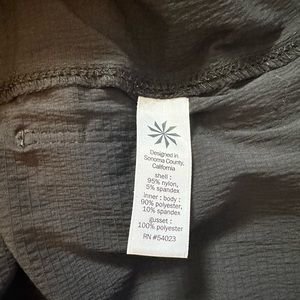 Designed in
Sonoma County,
California
shell :
95% nylon,
5% spandex
inner : body :
90% polyester,
10% spandex
gusset :
100% polyester
RN #54023